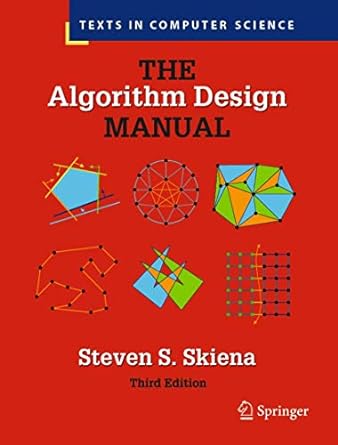 TEXTS IN COMPUTER SCIENCE
THE
Algorithm Design
MANUAL
Steven S. Skiena
Third Edition
Springer